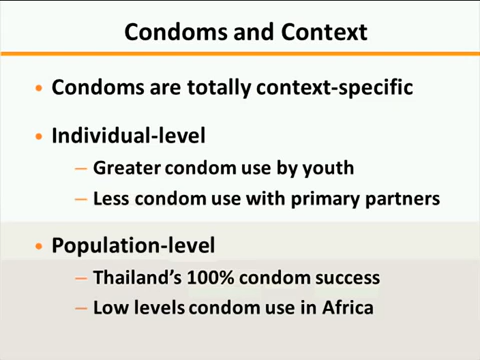 Condoms and Context
• Condoms are totally context-specific
• Individual-level
– Greater condom use by youth
– Less condom use with primary partners
• Population-level
– Thailand's 100% condom success
– Low levels condom use in Africa